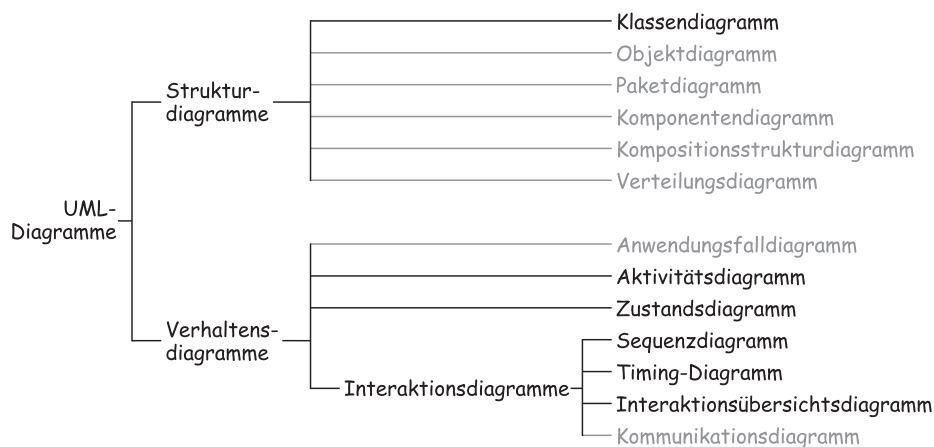 UML-
Diagramme
Struktur-
diagramme
Klassendiagramm
Objektdiagramm
Paketdiagramm
Komponentendiagramm
Kompositionsstrukturdiagramm
Verteilungsdiagramm
Verhaltens-
diagramme
Anwendungsfalldiagramm
Aktivitätsdiagramm
Zustandsdiagramm
Interaktionsdiagramme
Sequenzdiagramm
Timing-Diagramm
Interaktionsübersichtsdiagramm
Kommunikationsdiagramm